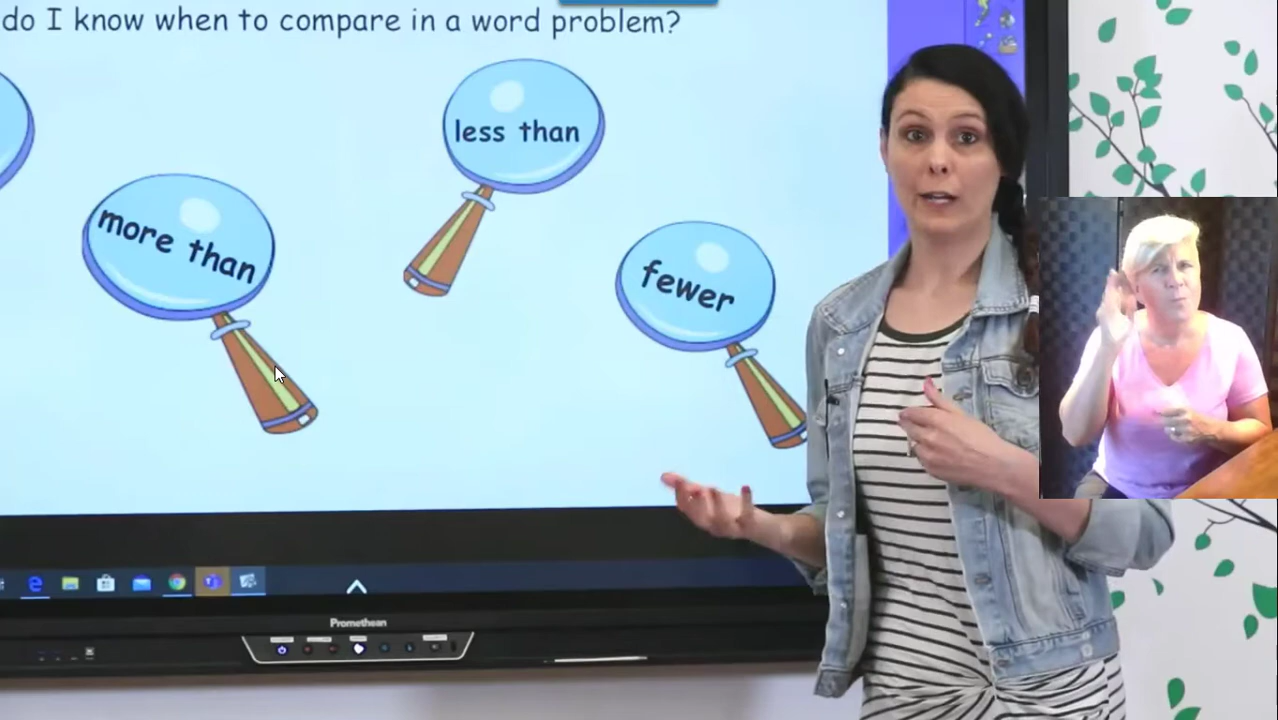 do I know when to compare in a word problem?
less than
more than
fewer
Promethean